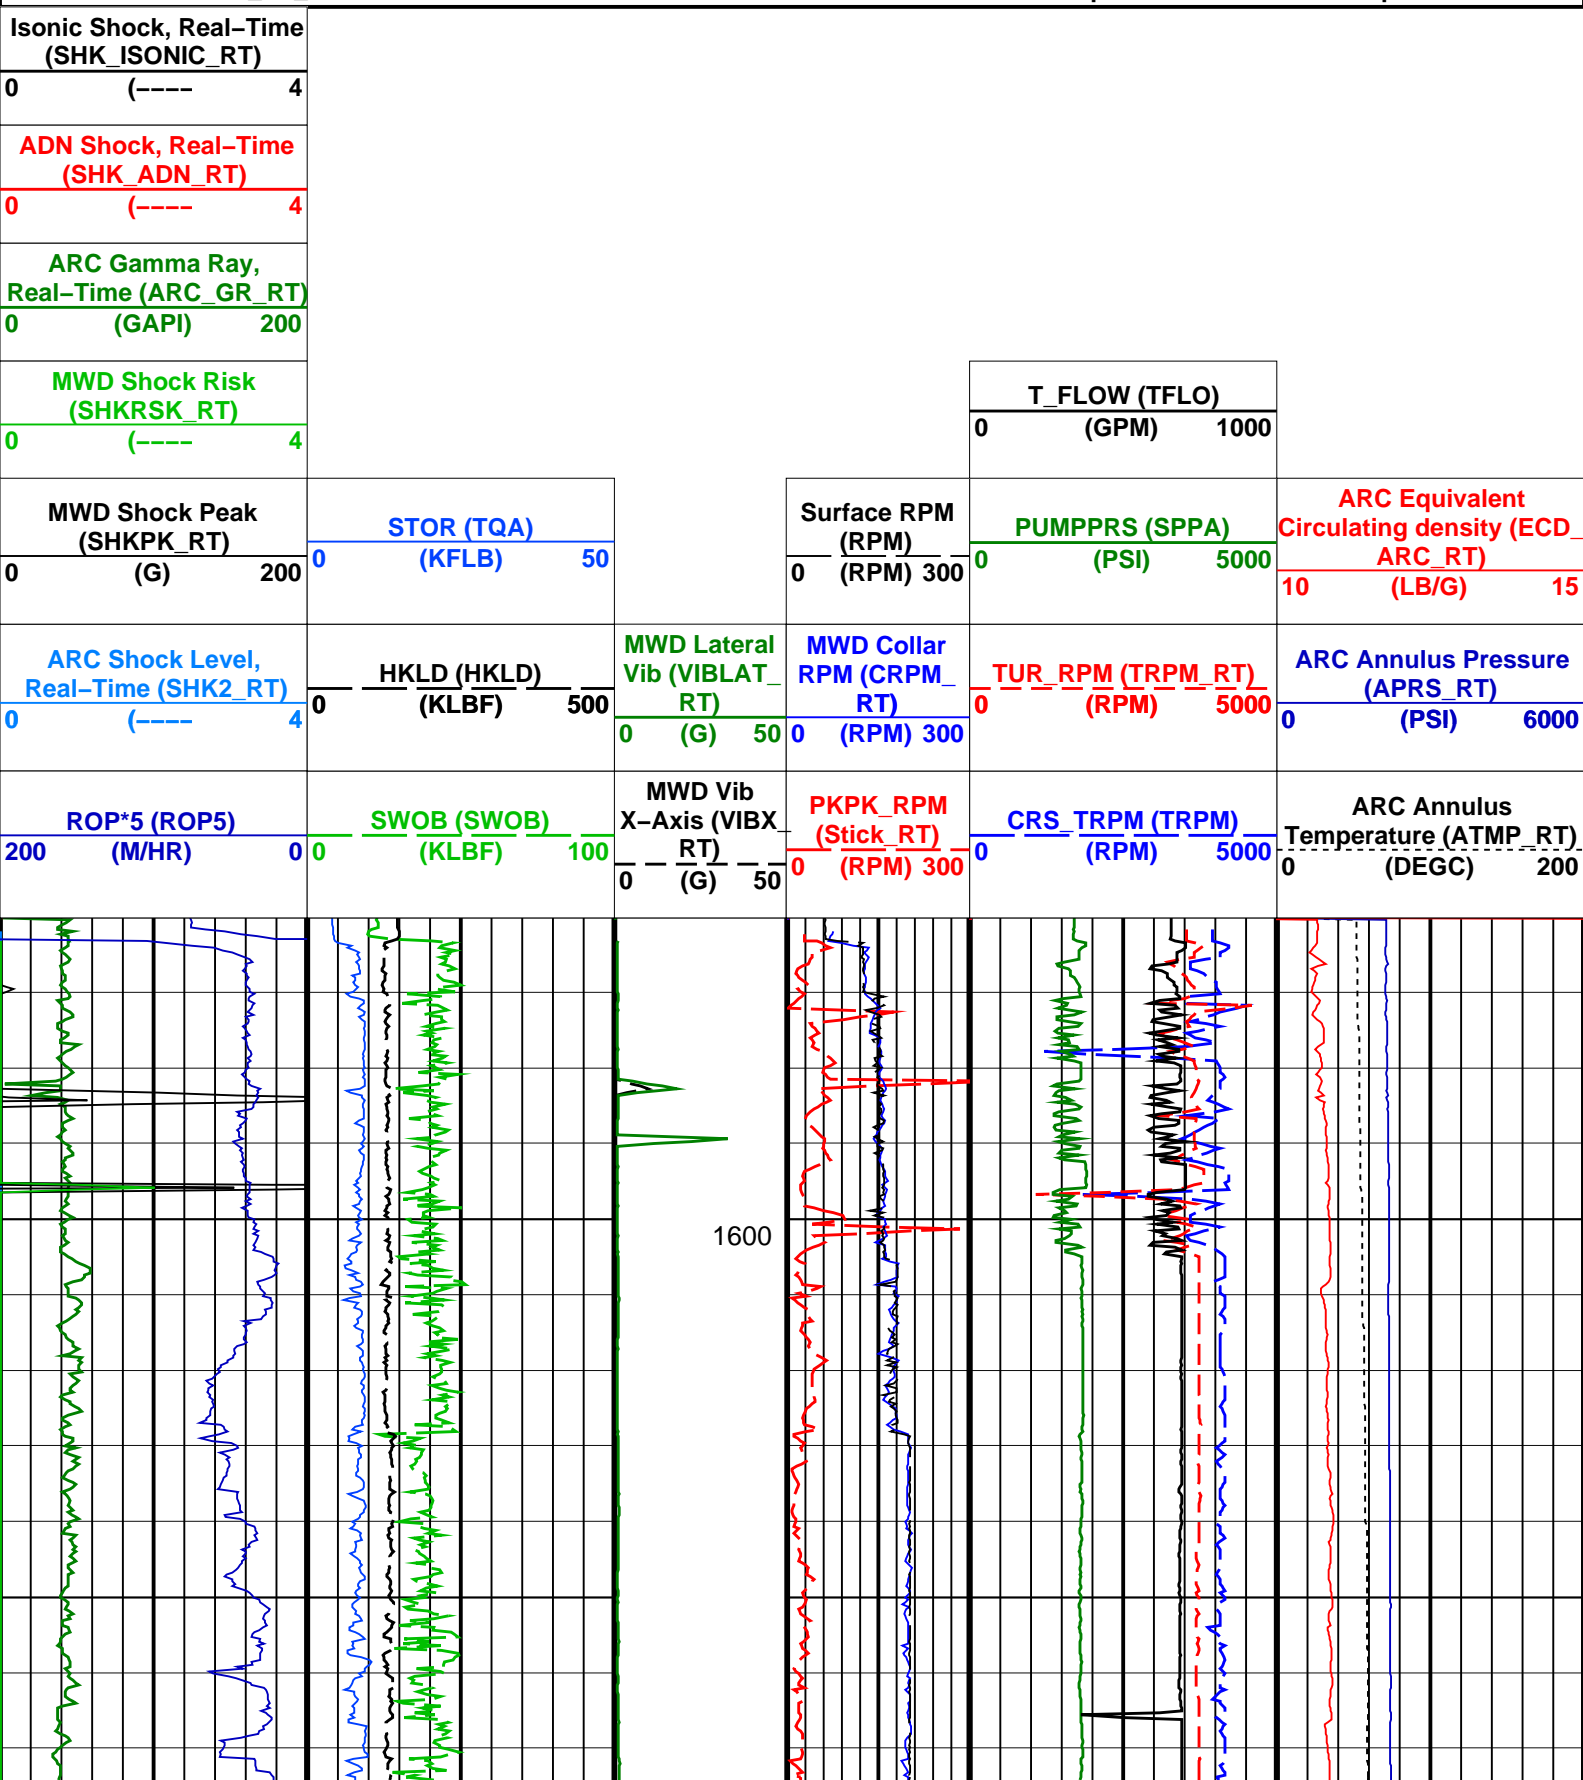 Isonic Shock, Real–Time
(SHK_ISONIC_RT)
0 (–––– 4
ADN Shock, Real–Time
(SHK_ADN_RT)
0 (–––– 4
ARC Gamma Ray,
Real–Time (ARC_GR_RT)
0 (GAPI) 200
MWD Shock Risk
(SHKRSK_RT)
0 (–––– 4
T_FLOW (TFLO)
0 (GPM) 1000
MWD Shock Peak
(SHKPK_RT)
0 (G) 200
STOR (TQA)
0 (KFLB) 50
Surface RPM
(RPM)
0 (RPM) 300
PUMPPRS (SPPA)
0 (PSI) 5000
ARC Equivalent
Circulating density (ECD_
ARC_RT)
10 (LB/G) 15
ARC Shock Level,
Real–Time (SHK2_RT)
0 (–––– 4
HKLD (HKLD)
0 (KLBF) 500
MWD Lateral
Vib (VIBLAT_
RT)
0 (G) 50
MWD Collar
RPM (CRPM_
RT)
0 (RPM) 300
TUR_RPM (TRPM_RT)
0 (RPM) 5000
ARC Annulus Pressure
(APRS_RT)
0 (PSI) 6000
ROP*5 (ROP5)
200 (M/HR) 0
SWOB (SWOB)
0 (KLBF) 100
MWD Vib
X–Axis (VIBX_
RT)
0 (G) 50
PKPK_RPM
(Stick_RT)
0 (RPM) 300
CRS_TRPM (TRPM)
0 (RPM) 5000
ARC Annulus
Temperature (ATMP_RT)
0 (DEGC) 200
1600